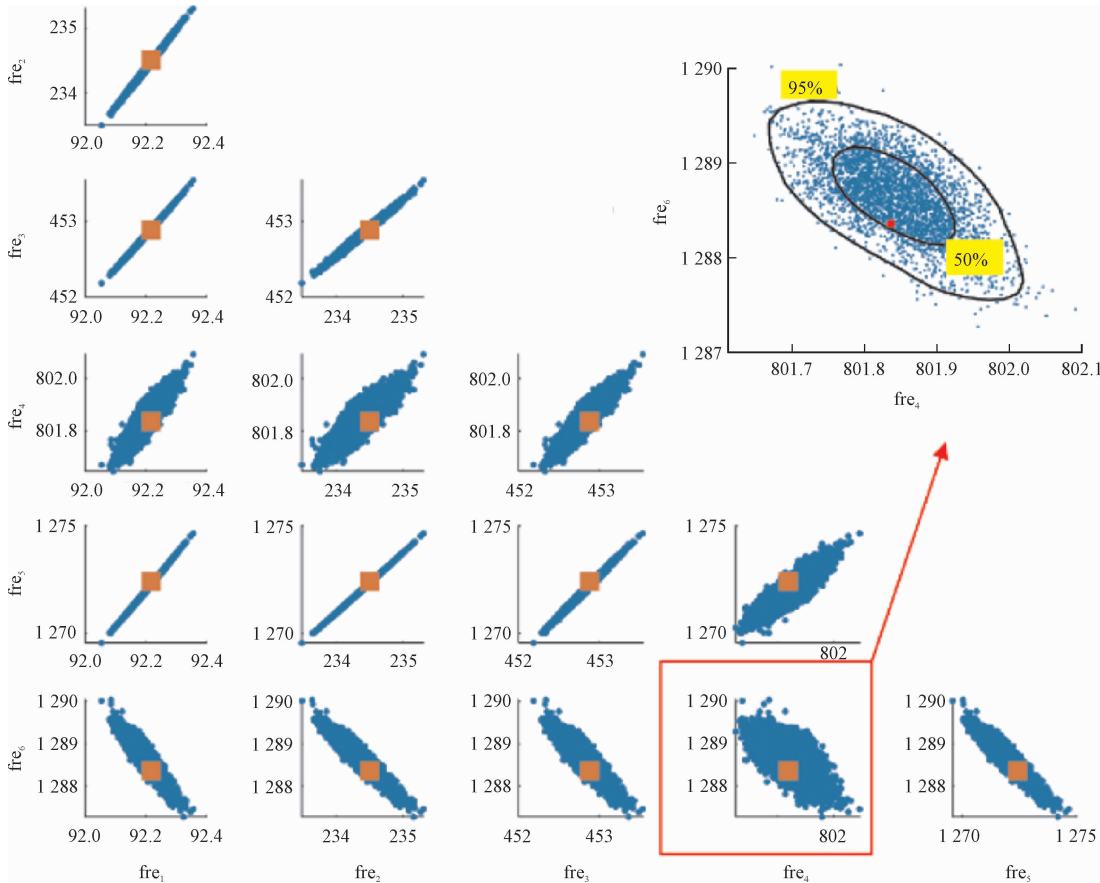 235
fre₂
234
92.0 92.2 92.4
453
fre₃
452
92.0 92.2 92.4
453
452
234 235
1 290
95%
1 289
fre₆
1 288
50%
1 287
801.7 801.8 801.9 802.0 802.1
fre₄
802.0
fre₄
801.8
92.0 92.2 92.4
802.0
801.8
234 235
802.0
801.8
452 453
1 275
fre₅
1 270
92.0 92.2 92.4
1 275
1 270
234 235
1 275
1 270
452 453
1 275
1 270
802
1 290
1 289
fre₆
1 288
92.0 92.2 92.4
fre₁
1 290
1 289
1 288
234 235
fre₂
1 290
1 289
1 288
452 453
fre₃
1 290
1 289
1 288
802
fre₄
1 290
1 289
1 288
1 270 1 275
fre₅